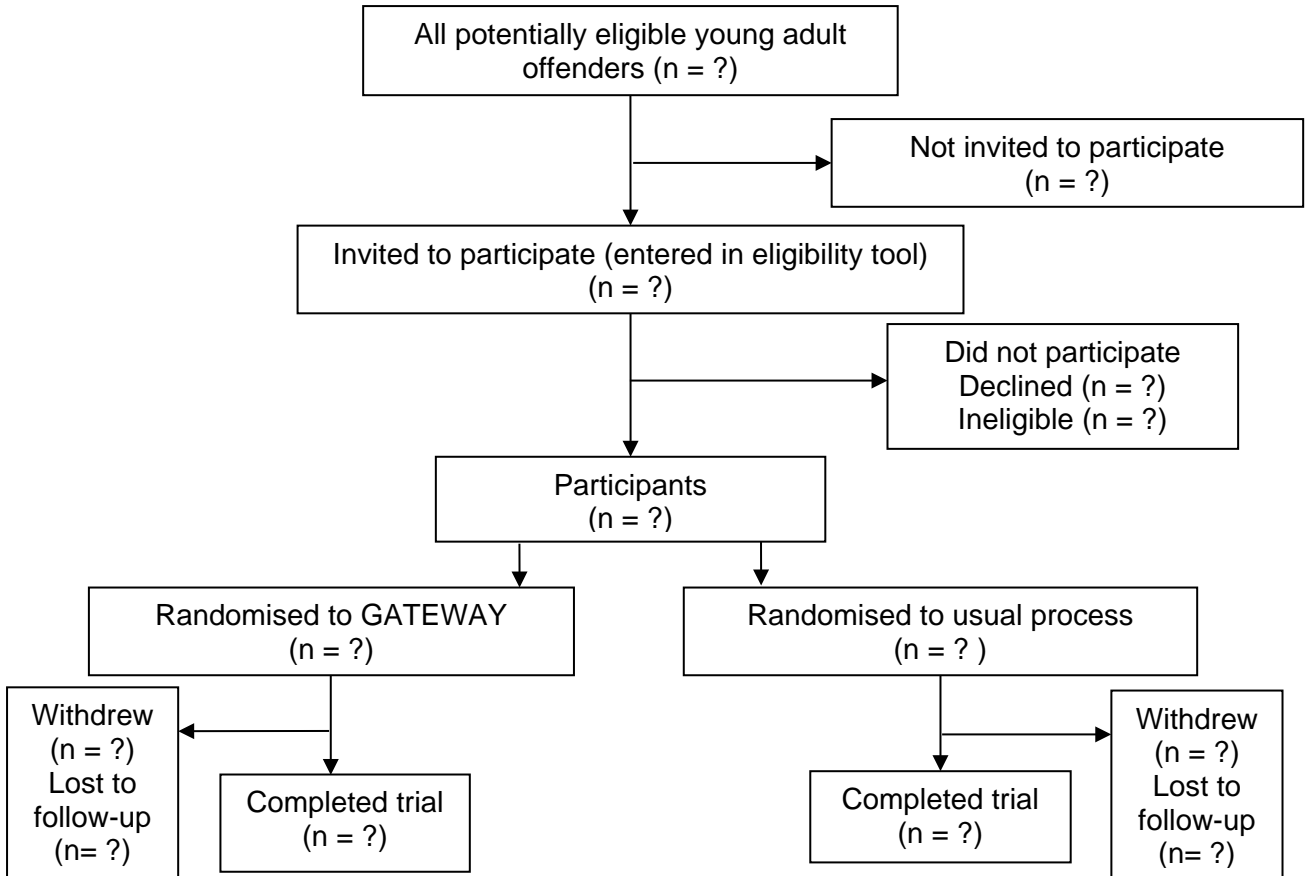 All potentially eligible young adult
offenders (n = ?)
Not invited to participate
(n = ?)
Invited to participate (entered in eligibility tool)
(n = ?)
Did not participate
Declined (n = ?)
Ineligible (n = ?)
Participants
(n = ?)
Randomised to GATEWAY
(n = ?)
Randomised to usual process
(n = ? )
Withdrew
(n = ?)
Lost to
follow-up
(n= ?)
Completed trial
(n = ?)
Completed trial
(n = ?)
Withdrew
(n = ?)
Lost to
follow-up
(n= ?)